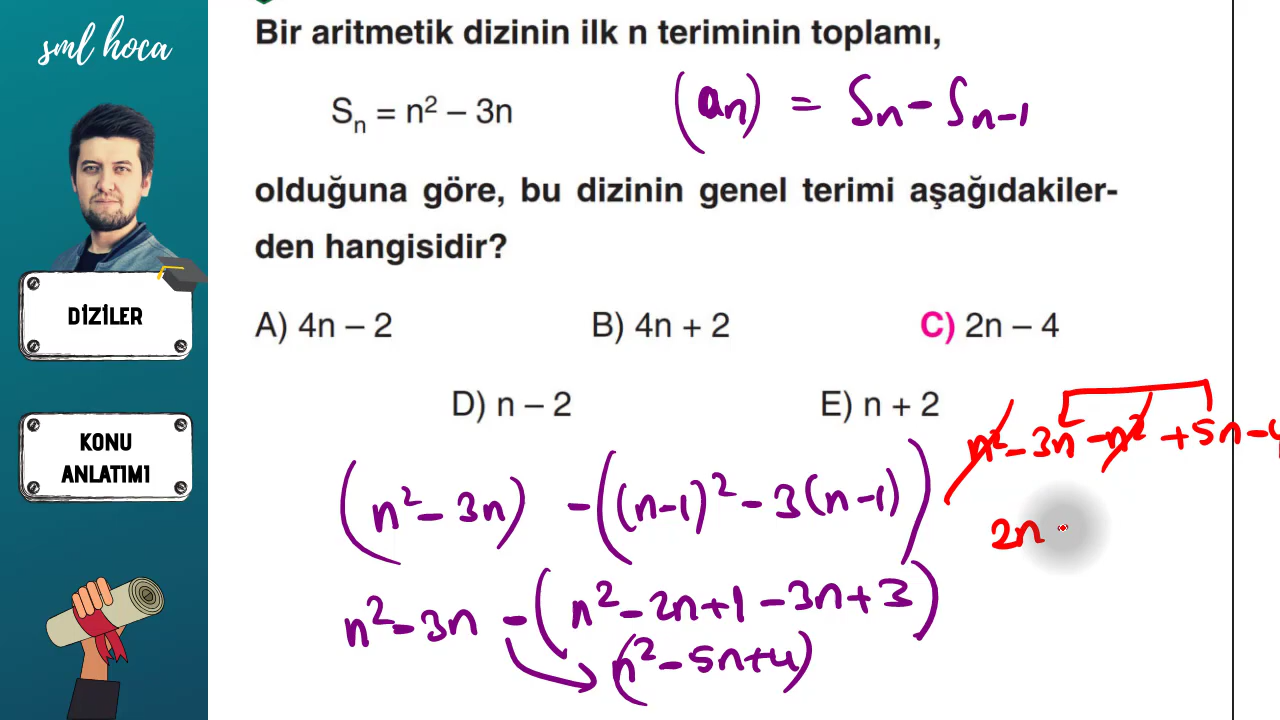 sml hoca
DİZİLER
KONU
ANLATIMI
Bir aritmetik dizinin ilk n teriminin toplamı,
Sₙ = n² – 3n
(aₙ) = Sₙ - Sₙ₋₁
olduğuna göre, bu dizinin genel terimi aşağıdakiler-
den hangisidir?
A) 4n – 2 B) 4n + 2 C) 2n – 4
D) n – 2 E) n + 2
n² - 3n - n² + 5n - 4
(n² - 3n) - ((n-1)² - 3(n-1))
2n
n² - 3n - (n² - 2n + 1 - 3n + 3)
(n² - 5n + 4)